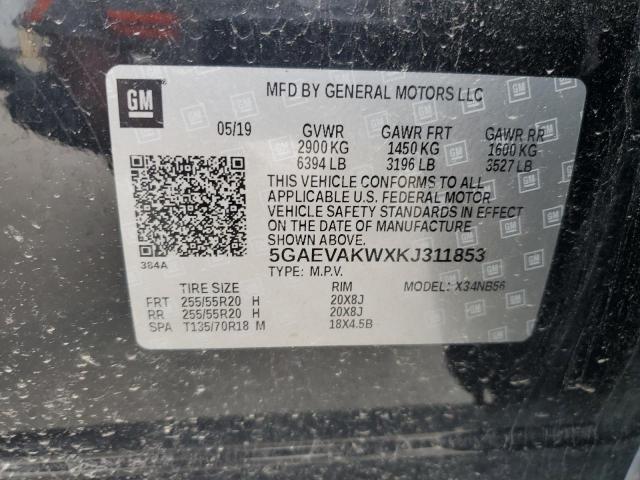 GM
MFD BY GENERAL MOTORS LLC
05/19 GVWR GAWR FRT GAWR RR
2900 KG 1450 KG 1600 KG
6394 LB 3196 LB 3527 LB
THIS VEHICLE CONFORMS TO ALL
APPLICABLE U.S. FEDERAL MOTOR
VEHICLE SAFETY STANDARDS IN
EFFECT ON THE DATE OF MANUFACTURE
SHOWN ABOVE.
384A
5GAEVAKWXKJ311853
TYPE: M.P.V. MODEL: X34NB56
TIRE SIZE RIM
FRT 255/55R20 H 20X8J
RR 255/55R20 H 20X8J
SPA T135/70R18 M 18X4.5B